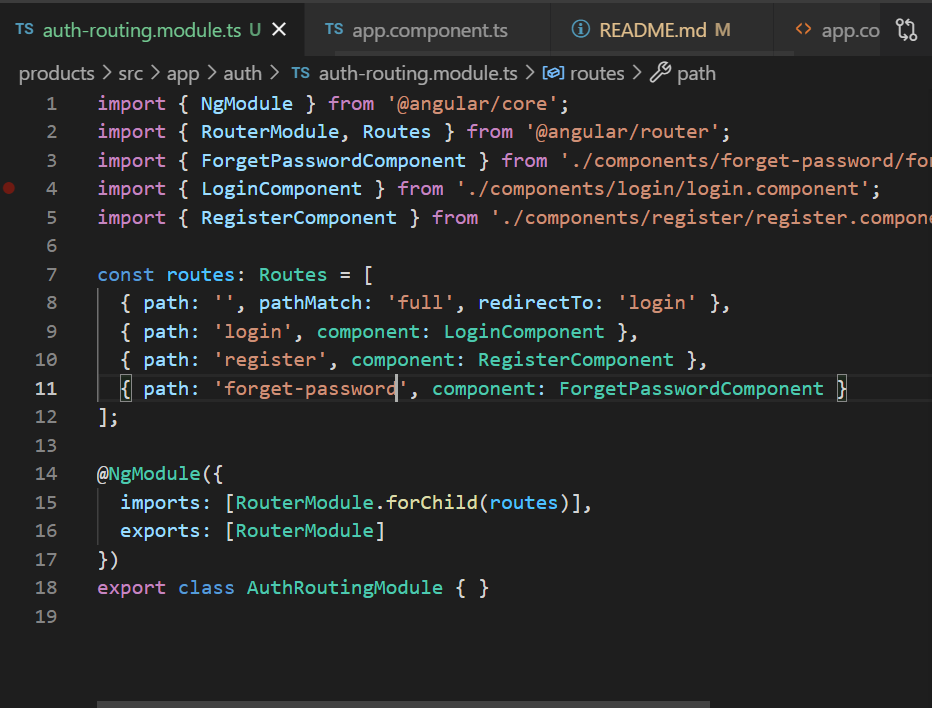 TS auth-routing.module.ts U TS app.component.ts README.md M <> app.co
products > src > app > auth > TS auth-routing.module.ts > routes > path
1 import { NgModule } from '@angular/core';
2 import { RouterModule, Routes } from '@angular/router';
3 import { ForgetPasswordComponent } from './components/forget-password/for
4 import { LoginComponent } from './components/login/login.component';
5 import { RegisterComponent } from './components/register/register.compone
6
7 const routes: Routes = [
8 { path: '', pathMatch: 'full', redirectTo: 'login' },
9 { path: 'login', component: LoginComponent },
10 { path: 'register', component: RegisterComponent },
11 { path: 'forget-password', component: ForgetPasswordComponent }
12 ];
13
14 @NgModule({
15 imports: [RouterModule.forChild(routes)],
16 exports: [RouterModule]
17 })
18 export class AuthRoutingModule { }
19